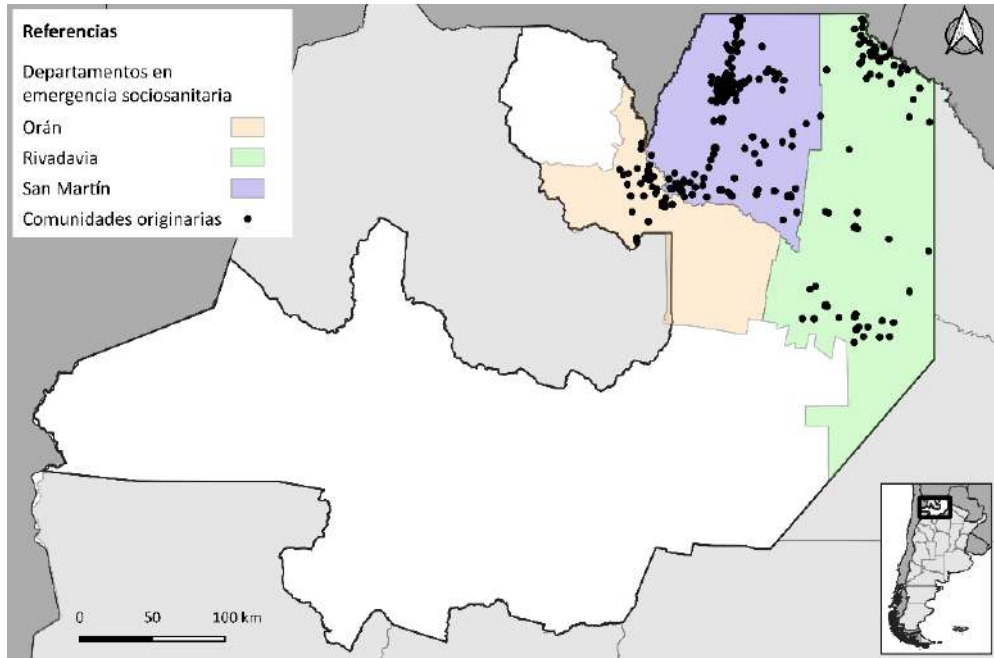 Referencias
Departamentos en
emergencia sociosanitaria
Orán
Rivadavia
San Martín
Comunidades originarias
0 50 100 km